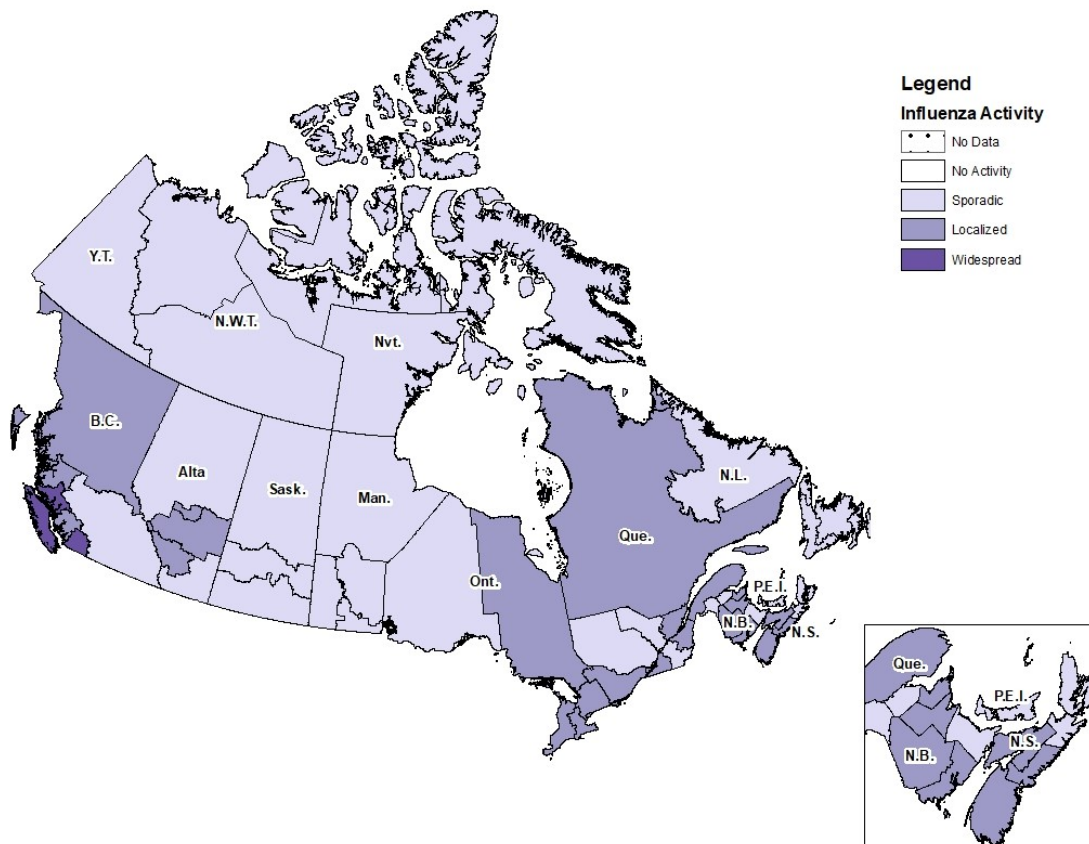 Legend
Influenza Activity
No Data
No Activity
Sporadic
Localized
Widespread
Y.T.
N.W.T.
Nvt.
B.C.
Alta
Sask.
Man.
N.L.
Que.
Ont.
P.E.I.
N.B.
N.S.
Que.
P.E.I.
N.S.
N.B.